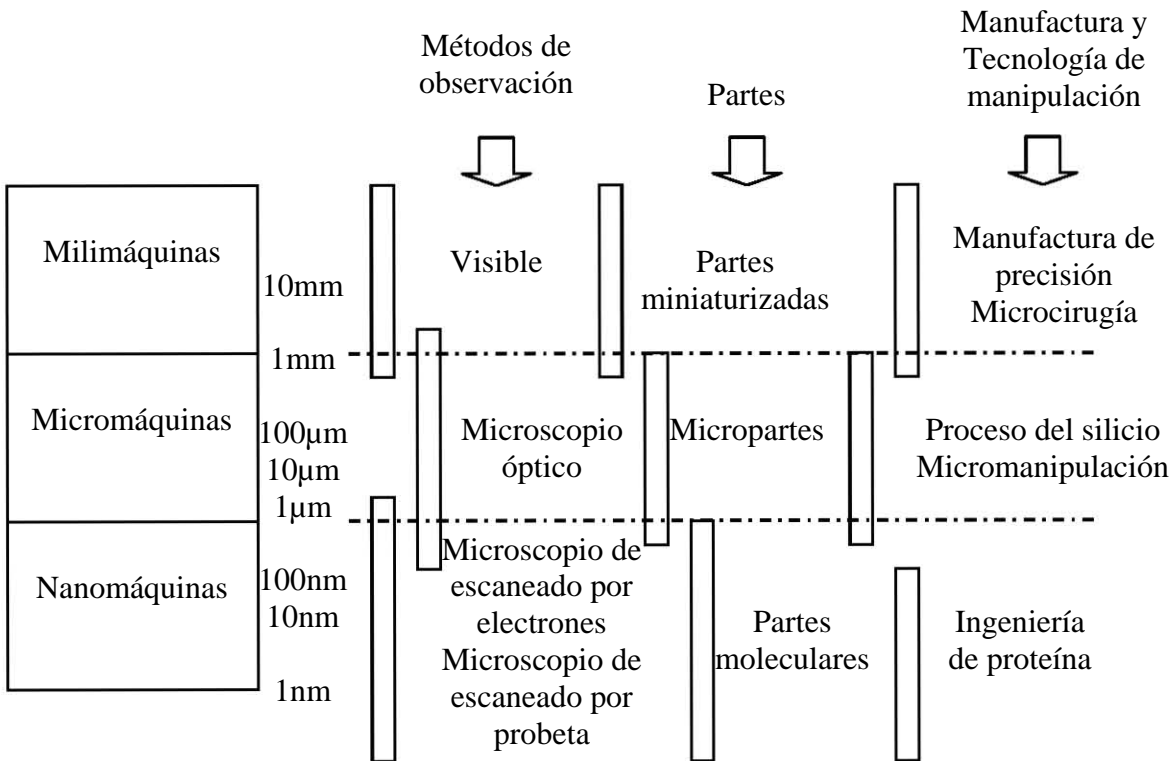 Métodos de
observación
Partes
Manufactura y
Tecnología de
manipulación
Milimáquinas
10mm
1mm
Visible
Partes
miniaturizadas
Manufactura de
precisión
Microcirugía
Micromáquinas
100µm
10µm
1µm
Microscopio
óptico
Micropartes
Proceso del silicio
Micromanipulación
Nanomáquinas
100nm
10nm
1nm
Microscopio de
escaneado por
electrones
Microscopio de
escaneado por
probeta
Partes
moleculares
Ingeniería
de proteína